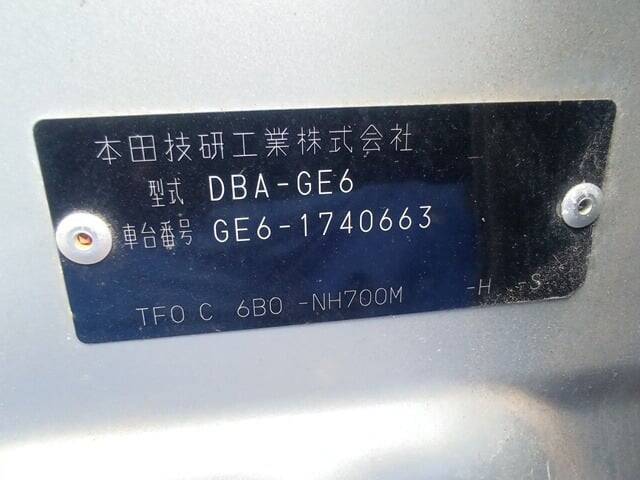 本田技研工業株式会社
型式 DBA-GE6
車台番号 GE6-1740663
TF0 C 6B0 -NH700M -H -S